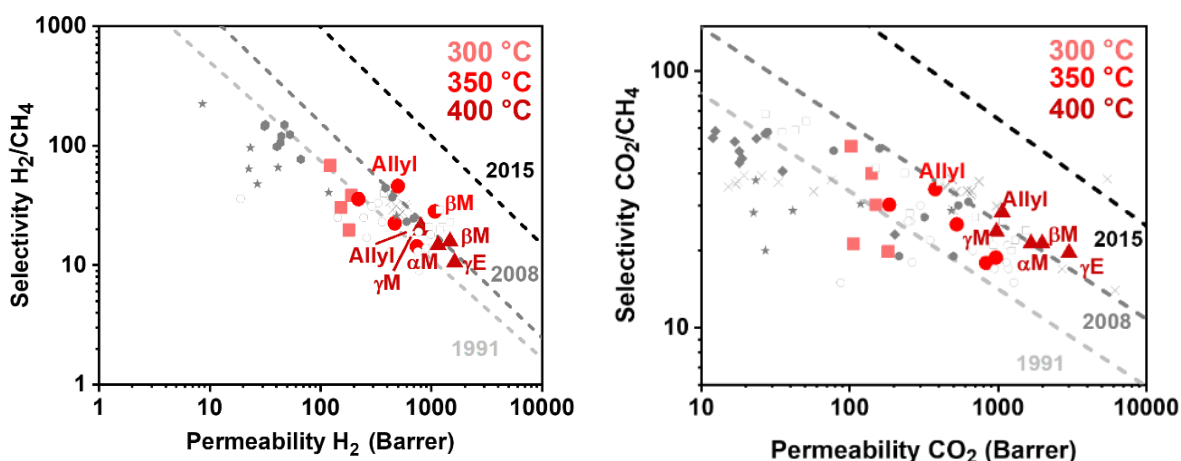 Selectivity H₂/CH₄
1000
100
10
1
300 °C
350 °C
400 °C
Allyl
2015
βM
Allyl
γM
αM
βM
γE
2008
1991
1
10
100
1000
10000
Permeability H₂ (Barrer)
Selectivity CO₂/CH₄
100
10
300 °C
350 °C
400 °C
Allyl
Allyl
γM
αM
βM
γE
2015
2008
1991
10
100
1000
10000
Permeability CO₂ (Barrer)